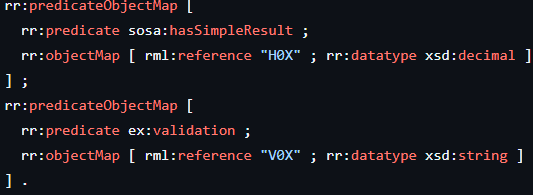 rr:predicateObjectMap [
rr:predicate sosa:hasSimpleResult ;
rr:objectMap [ rml:reference "H0X" ; rr:datatype xsd:decimal ]
] ;
rr:predicateObjectMap [
rr:predicate ex:validation ;
rr:objectMap [ rml:reference "V0X" ; rr:datatype xsd:string ]
] .